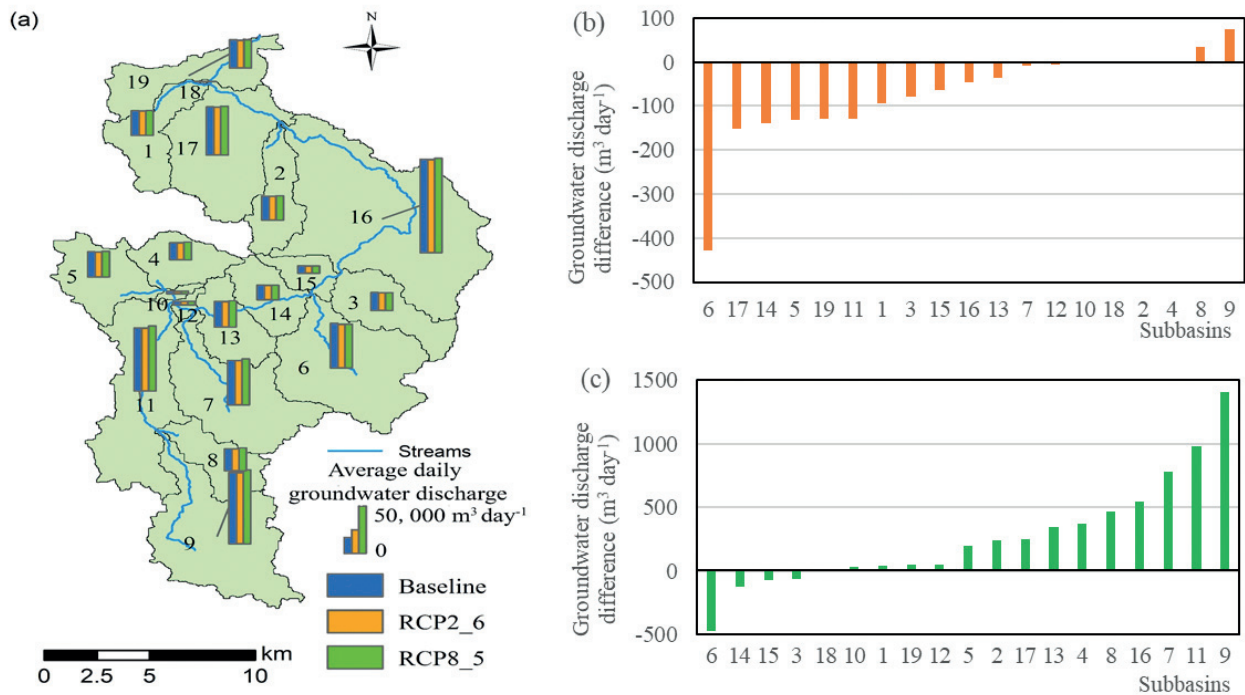 (a)
N
19
18
1
17
2
16
5
4
10
12
15
3
14
13
6
11
7
8
9
Streams
Average daily
groundwater discharge
50, 000 m³ day⁻¹
0
Baseline
RCP2_6
RCP8_5
km
0 2.5 5 10
(b)
Groundwater discharge
difference (m³ day⁻¹)
100
0
-100
-200
-300
-400
-500
6 17 14 5 19 11 1 3 15 16 13 7 12 10 18 2 4 8 9
Subbasins
(c)
Groundwater discharge
difference (m³ day⁻¹)
1500
1000
500
0
-500
6 14 15 3 18 10 1 19 12 5 2 17 13 4 8 16 7 11 9
Subbasins